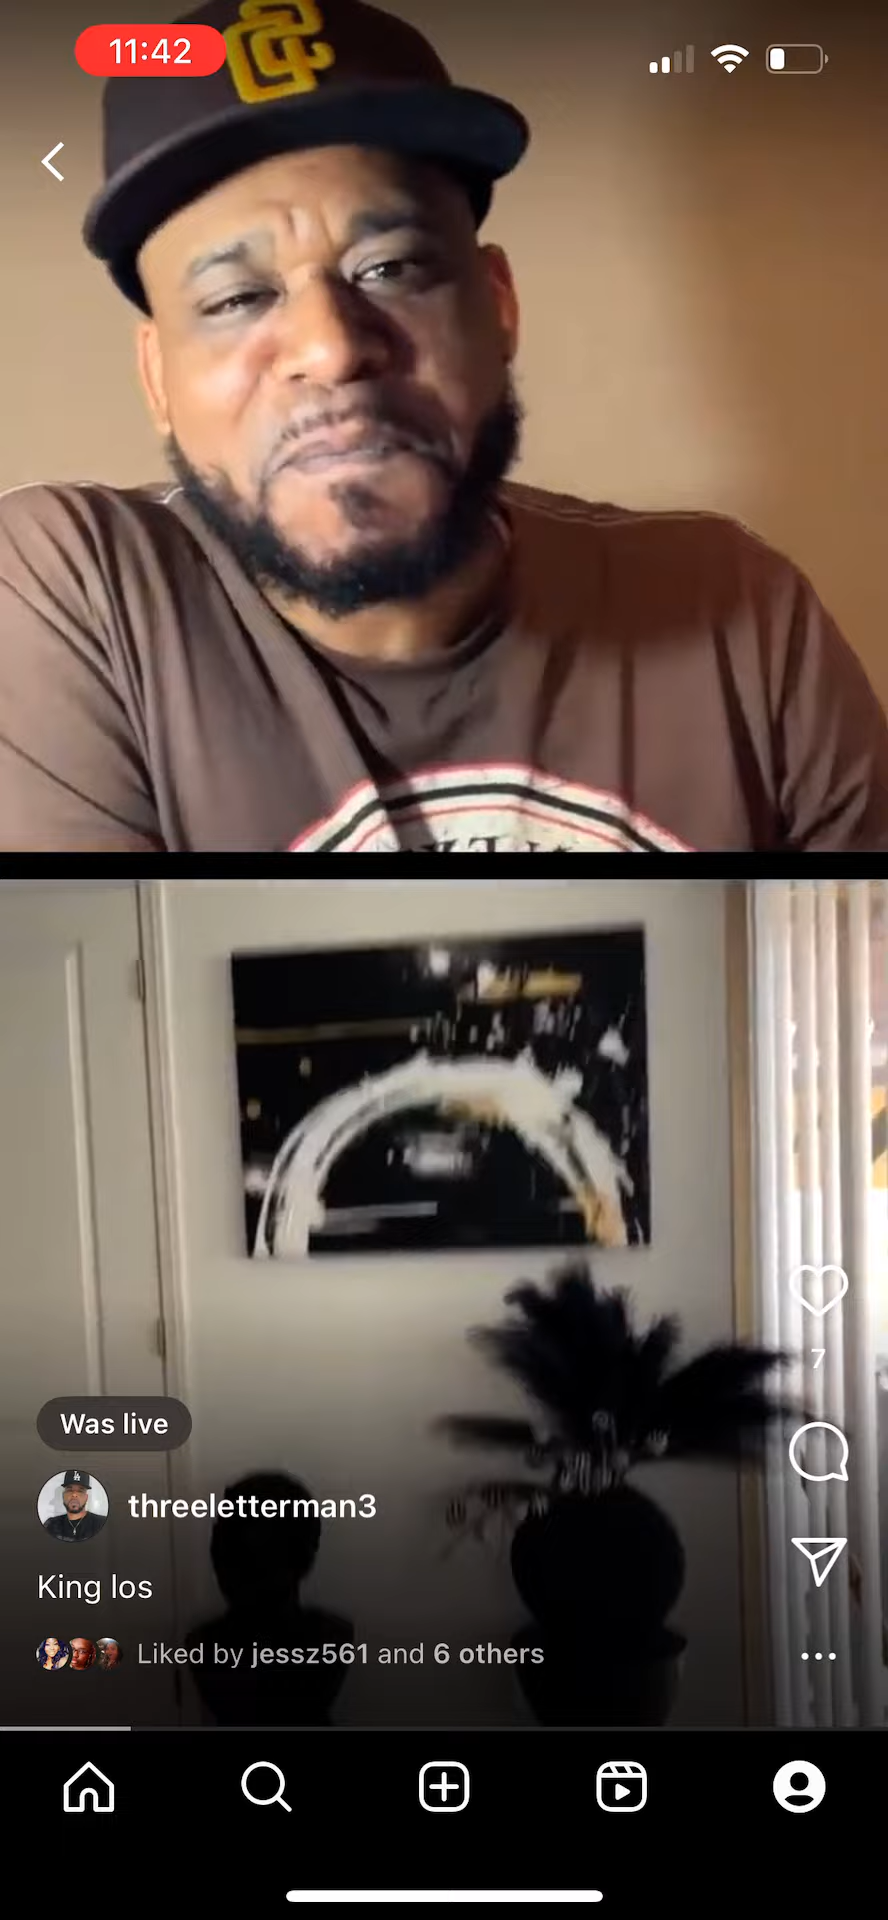 11:42
Was live
threeletterman3
King los
Liked by jessz561 and 6 others
7